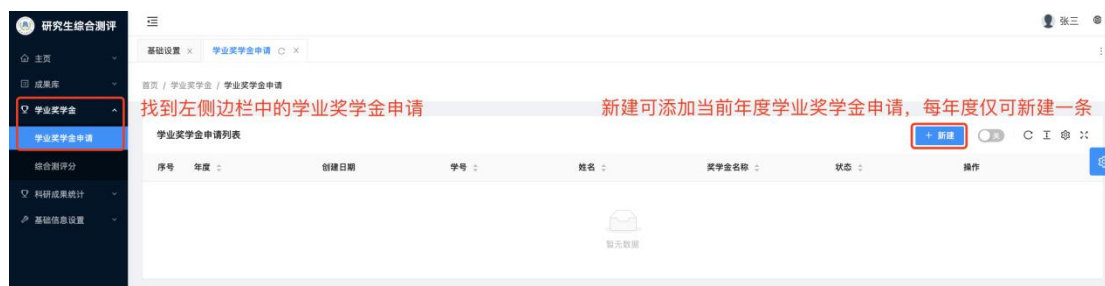 研究生综合测评
张三
主页
基础设置 × 学业奖学金申请 ×
成果库
首页 / 学业奖学金 / 学业奖学金申请
学业奖学金
找到左侧边栏中的学业奖学金申请
新建可添加当前年度学业奖学金申请，每年度仅可新建一条
学业奖学金申请
学业奖学金申请列表
+ 新建
综合测评分
序号 年度 创建日期 学号 姓名 奖学金名称 状态 操作
科研成果统计
基础信息设置
暂无数据